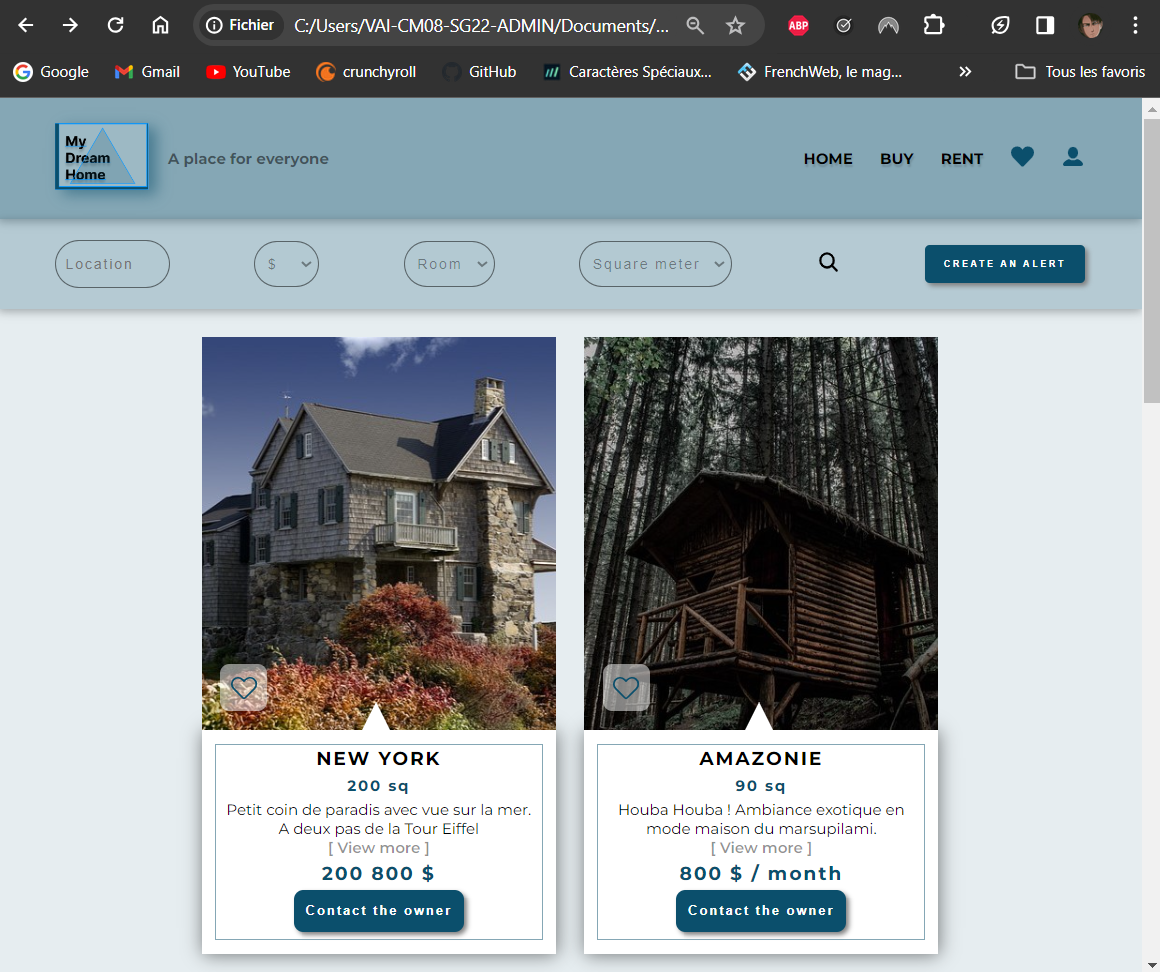 Fichier C:/Users/VAI-CM08-SG22-ADMIN/Documents/... ABP
Google Gmail YouTube crunchyroll GitHub Caractères Spéciaux... FrenchWeb, le mag... Tous les favoris
My
Dream
Home
A place for everyone
HOME BUY RENT
Location $ Room Square meter CREATE AN ALERT
NEW YORK
200 sq
Petit coin de paradis avec vue sur la mer.
A deux pas de la Tour Eiffel
[ View more ]
200 800 $
Contact the owner
AMAZONIE
90 sq
Houba Houba ! Ambiance exotique en
mode maison du marsupilami.
[ View more ]
800 $ / month
Contact the owner